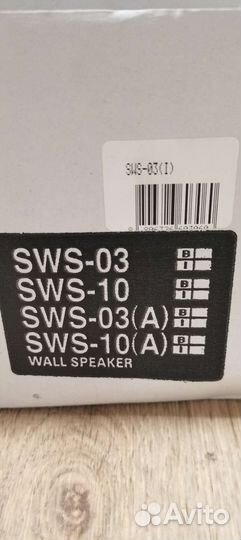 SWS-03(I)
SWS-03 B I
SWS-10 B I
SWS-03(A) B I
SWS-10(A) B I
WALL SPEAKER
Avito